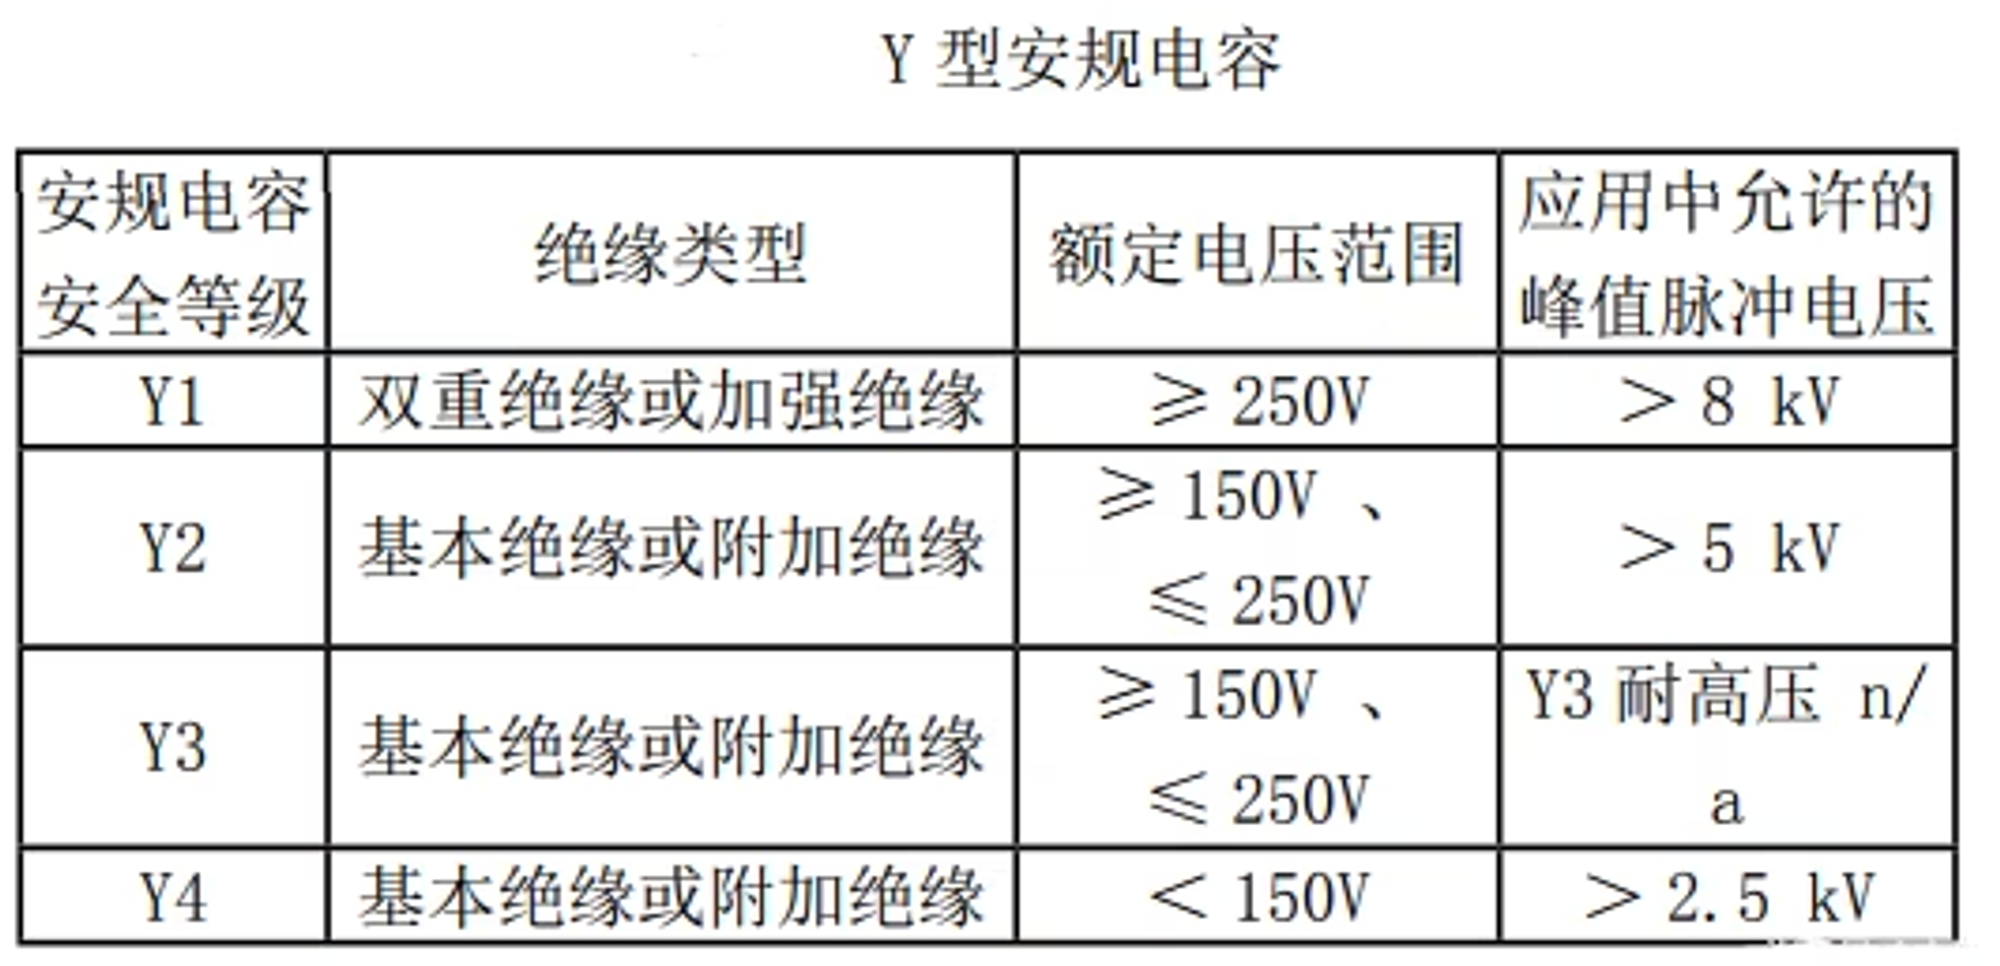 Y 型安规电容
安规电容
安全等级
绝缘类型
额定电压范围
应用中允许的
峰值脉冲电压
Y1
双重绝缘或加强绝缘
≥ 250V
> 8 kV
Y2
基本绝缘或附加绝缘
≥ 150V 、
≤ 250V
> 5 kV
Y3
基本绝缘或附加绝缘
≥ 150V 、
≤ 250V
Y3 耐高压 n/
a
Y4
基本绝缘或附加绝缘
< 150V
> 2.5 kV